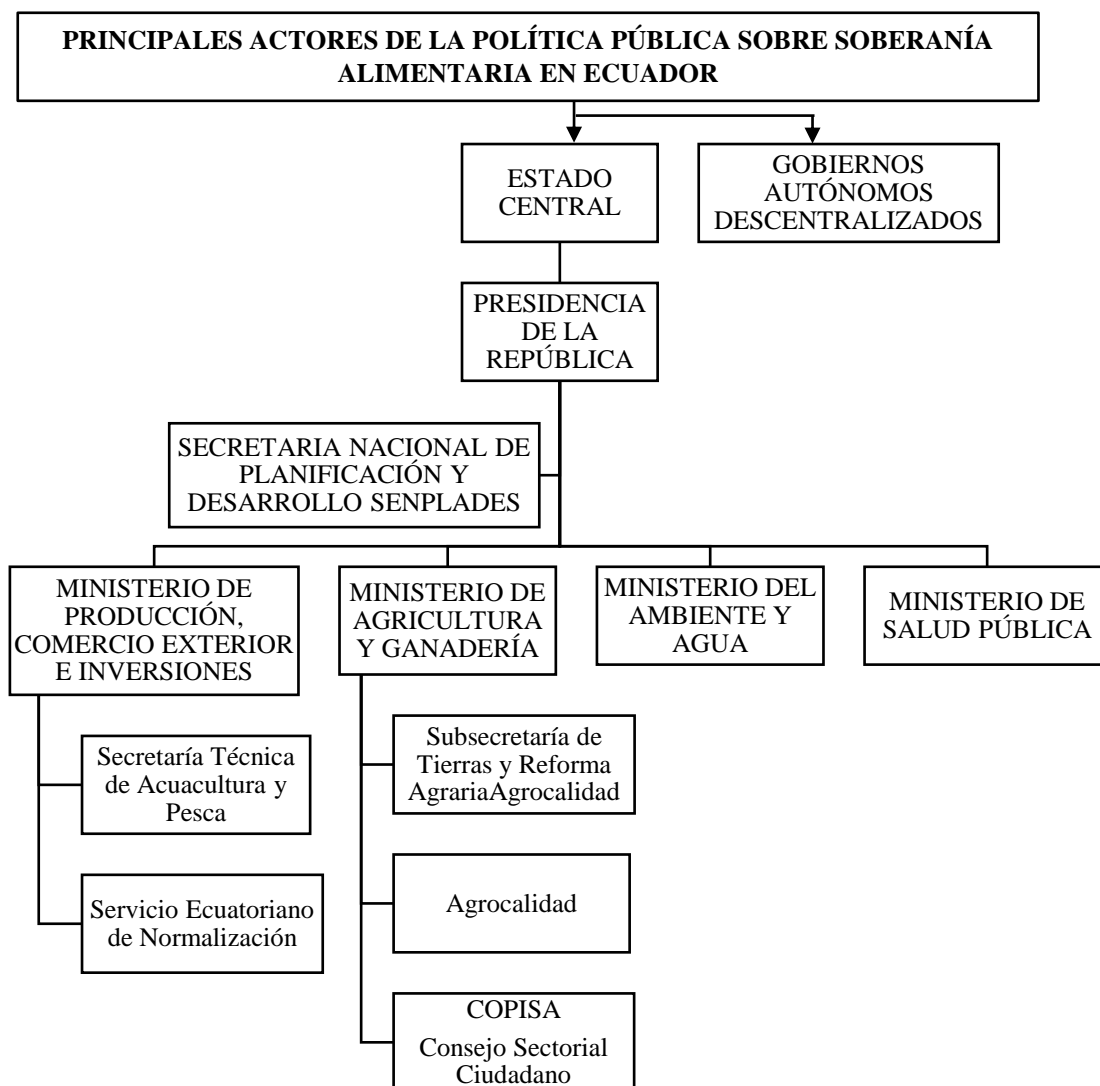 PRINCIPALES ACTORES DE LA POLÍTICA PÚBLICA SOBRE SOBERANÍA
ALIMENTARIA EN ECUADOR
ESTADO
CENTRAL
GOBIERNOS
AUTÓNOMOS
DESCENTRALIZADOS
PRESIDENCIA
DE LA
REPÚBLICA
SECRETARIA NACIONAL DE
PLANIFICACIÓN Y
DESARROLLO SENPLADES
MINISTERIO DE
PRODUCCIÓN,
COMERCIO EXTERIOR
E INVERSIONES
MINISTERIO DE
AGRICULTURA
Y GANADERÍA
MINISTERIO DEL
AMBIENTE Y
AGUA
MINISTERIO DE
SALUD PÚBLICA
Secretaría Técnica
de Acuacultura y
Pesca
Servicio Ecuatoriano
de Normalización
Subsecretaría de
Tierras y Reforma
AgrariaAgrocalidad
Agrocalidad
COPISA
Consejo Sectorial
Ciudadano